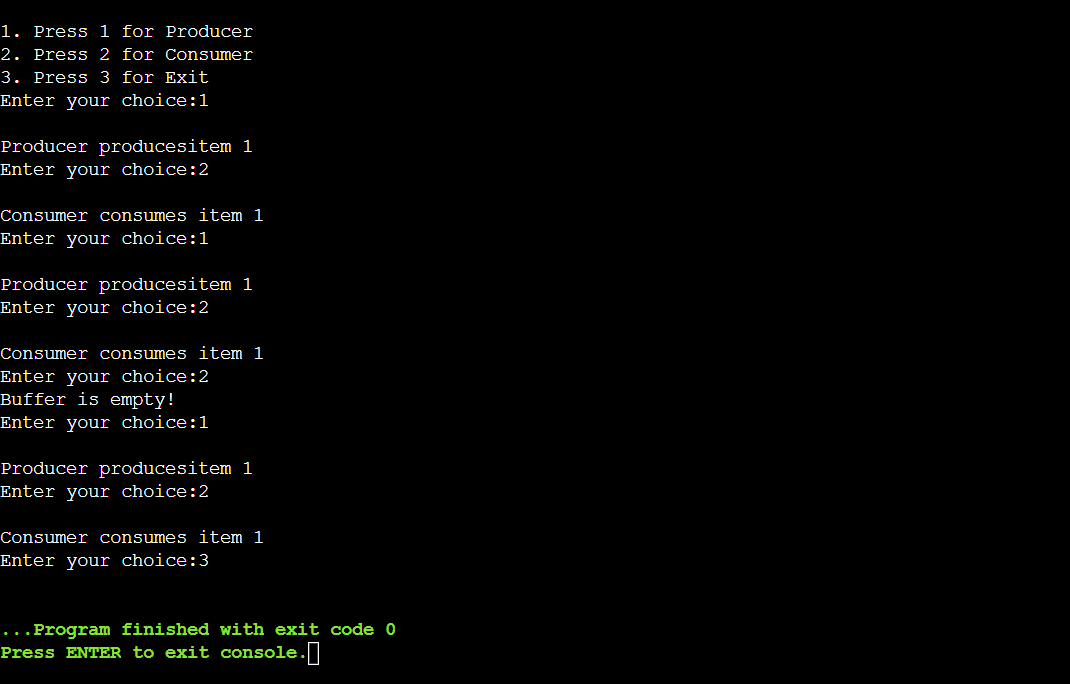 1. Press 1 for Producer
2. Press 2 for Consumer
3. Press 3 for Exit
Enter your choice:1
Producer producesitem 1
Enter your choice:2
Consumer consumes item 1
Enter your choice:1
Producer producesitem 1
Enter your choice:2
Consumer consumes item 1
Enter your choice:2
Buffer is empty!
Enter your choice:1
Producer producesitem 1
Enter your choice:2
Consumer consumes item 1
Enter your choice:3
...Program finished with exit code 0
Press ENTER to exit console.